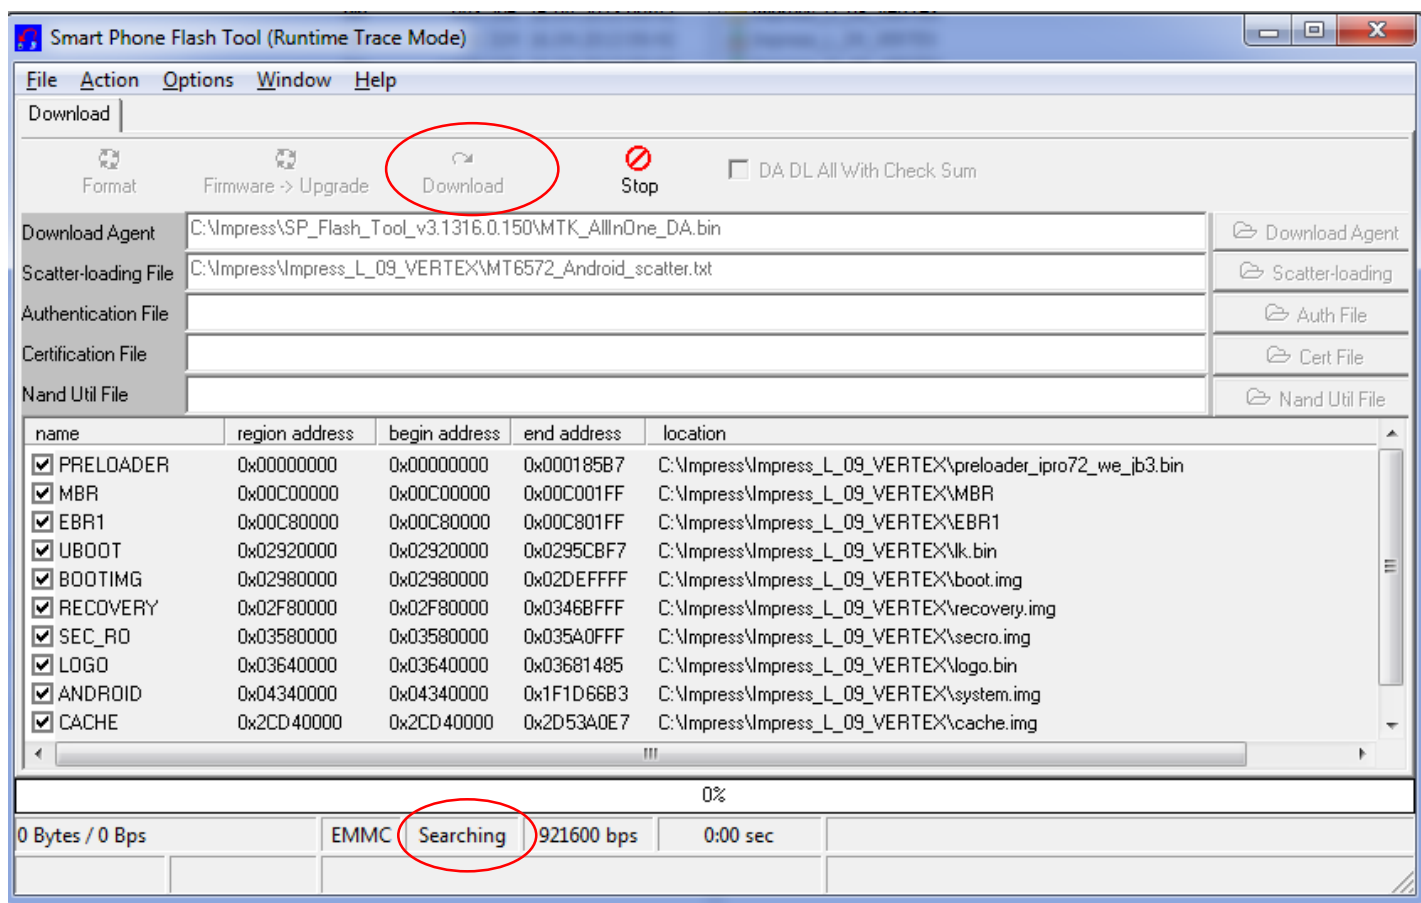 Smart Phone Flash Tool (Runtime Trace Mode)
File Action Options Window Help
Download
Format Firmware -> Upgrade Download Stop DA DL All With Check Sum
Download Agent C:\Impress\SP_Flash_Tool_v3.1316.0.150\MTK_AllInOne_DA.bin Download Agent
Scatter-loading File C:\Impress\Impress_L_09_VERTEX\MT6572_Android_scatter.txt Scatter-loading
Authentication File Auth File
Certification File Cert File
Nand Util File Nand Util File
name region address begin address end address location
PRELOADER 0x00000000 0x00000000 0x000185B7 C:\Impress\Impress_L_09_VERTEX\preloader_ipro72_we_jb3.bin
MBR 0x00C00000 0x00C00000 0x00C001FF C:\Impress\Impress_L_09_VERTEX\MBR
EBR1 0x00C80000 0x00C80000 0x00C801FF C:\Impress\Impress_L_09_VERTEX\EBR1
UBOOT 0x02920000 0x02920000 0x0295CBF7 C:\Impress\Impress_L_09_VERTEX\lk.bin
BOOTIMG 0x02980000 0x02980000 0x02DEFFFF C:\Impress\Impress_L_09_VERTEX\boot.img
RECOVERY 0x02F80000 0x02F80000 0x0346BFFF C:\Impress\Impress_L_09_VERTEX\recovery.img
SEC_RO 0x03580000 0x03580000 0x035A0FFF C:\Impress\Impress_L_09_VERTEX\secro.img
LOGO 0x03640000 0x03640000 0x03681485 C:\Impress\Impress_L_09_VERTEX\logo.bin
ANDROID 0x04340000 0x04340000 0x1F1D66B3 C:\Impress\Impress_L_09_VERTEX\system.img
CACHE 0x2CD40000 0x2CD40000 0x2D53A0E7 C:\Impress\Impress_L_09_VERTEX\cache.img
0%
0 Bytes / 0 Bps EMMC Searching 921600 bps 0:00 sec